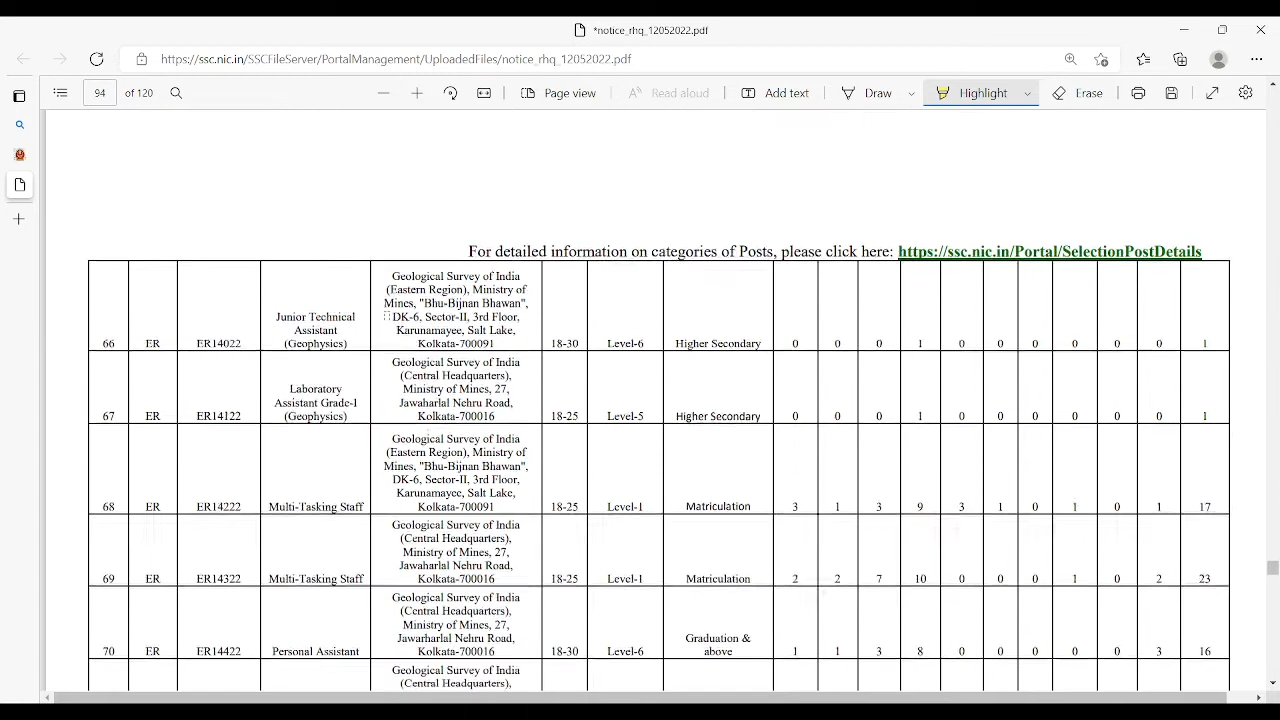 *notice_rhq_12052022.pdf
https://ssc.nic.in/SSCFileServer/PortalManagement/UploadedFiles/notice_rhq_12052022.pdf
94 of 120 Page view Read aloud Add text Draw Highlight Erase
For detailed information on categories of Posts, please click here: https://ssc.nic.in/Portal/SelectionPostDetails
Geological Survey of India
(Eastern Region), Ministry of
Mines, "Bhu-Bijnan Bhawan",
Junior Technical DK-6, Sector-II, 3rd Floor,
Assistant Karunamayee, Salt Lake,
66 ER ER14022 (Geophysics) Kolkata-700091 18-30 Level-6 Higher Secondary 0 0 0 1 0 0 0 0 0 0 1
Geological Survey of India
(Central Headquarters),
Laboratory Ministry of Mines, 27,
Assistant Grade-I Jawaharlal Nehru Road,
67 ER ER14122 (Geophysics) Kolkata-700016 18-25 Level-5 Higher Secondary 0 0 0 1 0 0 0 0 0 0 1
Geological Survey of India
(Eastern Region), Ministry of
Mines, "Bhu-Bijnan Bhawan",
DK-6, Sector-II, 3rd Floor,
Karunamayee, Salt Lake,
68 ER ER14222 Multi-Tasking Staff Kolkata-700091 18-25 Level-1 Matriculation 3 1 3 9 3 1 0 1 0 1 17
Geological Survey of India
(Central Headquarters),
Ministry of Mines, 27,
Jawaharlal Nehru Road,
69 ER ER14322 Multi-Tasking Staff Kolkata-700016 18-25 Level-1 Matriculation 2 2 7 10 0 0 0 1 0 2 23
Geological Survey of India
(Central Headquarters),
Ministry of Mines, 27,
Jawarharlal Nehru Road, Graduation &
70 ER ER14422 Personal Assistant Kolkata-700016 18-30 Level-6 above 1 1 3 8 0 0 0 0 0 3 16
Geological Survey of India
(Central Headquarters),